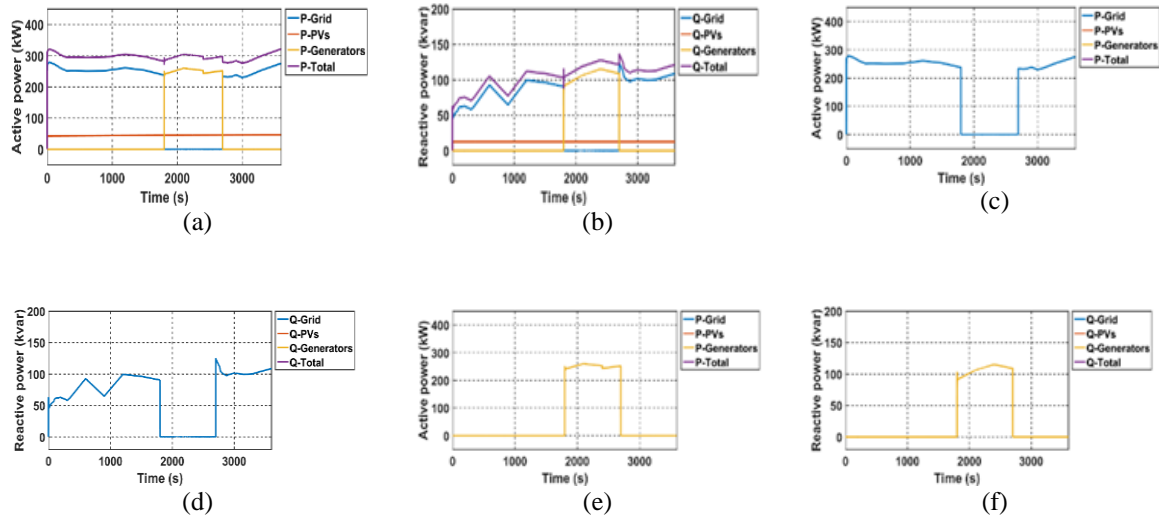 450
400
300
200
100
0
Active power (kW)
0 1000 2000 3000
Time (s)
P-Grid
P-PVs
P-Generators
P-Total
(a)
200
150
100
50
0
Reactive power (kvar)
0 1000 2000 3000
Time (s)
Q-Grid
Q-PVs
Q-Generators
Q-Total
(b)
400
300
200
100
0
Active power (kW)
0 1000 2000 3000
Time (s)
P-Grid
P-PVs
P-Generators
P-Total
(c)
200
150
100
50
0
Reactive power (kvar)
0 1000 2000 3000
Time (s)
Q-Grid
Q-PVs
Q-Generators
Q-Total
(d)
400
300
200
100
0
Active power (kW)
0 1000 2000 3000
Time (s)
P-Grid
P-PVs
P-Generators
P-Total
(e)
200
150
100
50
0
Reactive power (kvar)
0 1000 2000 3000
Time (s)
Q-Grid
Q-PVs
Q-Generators
Q-Total
(f)